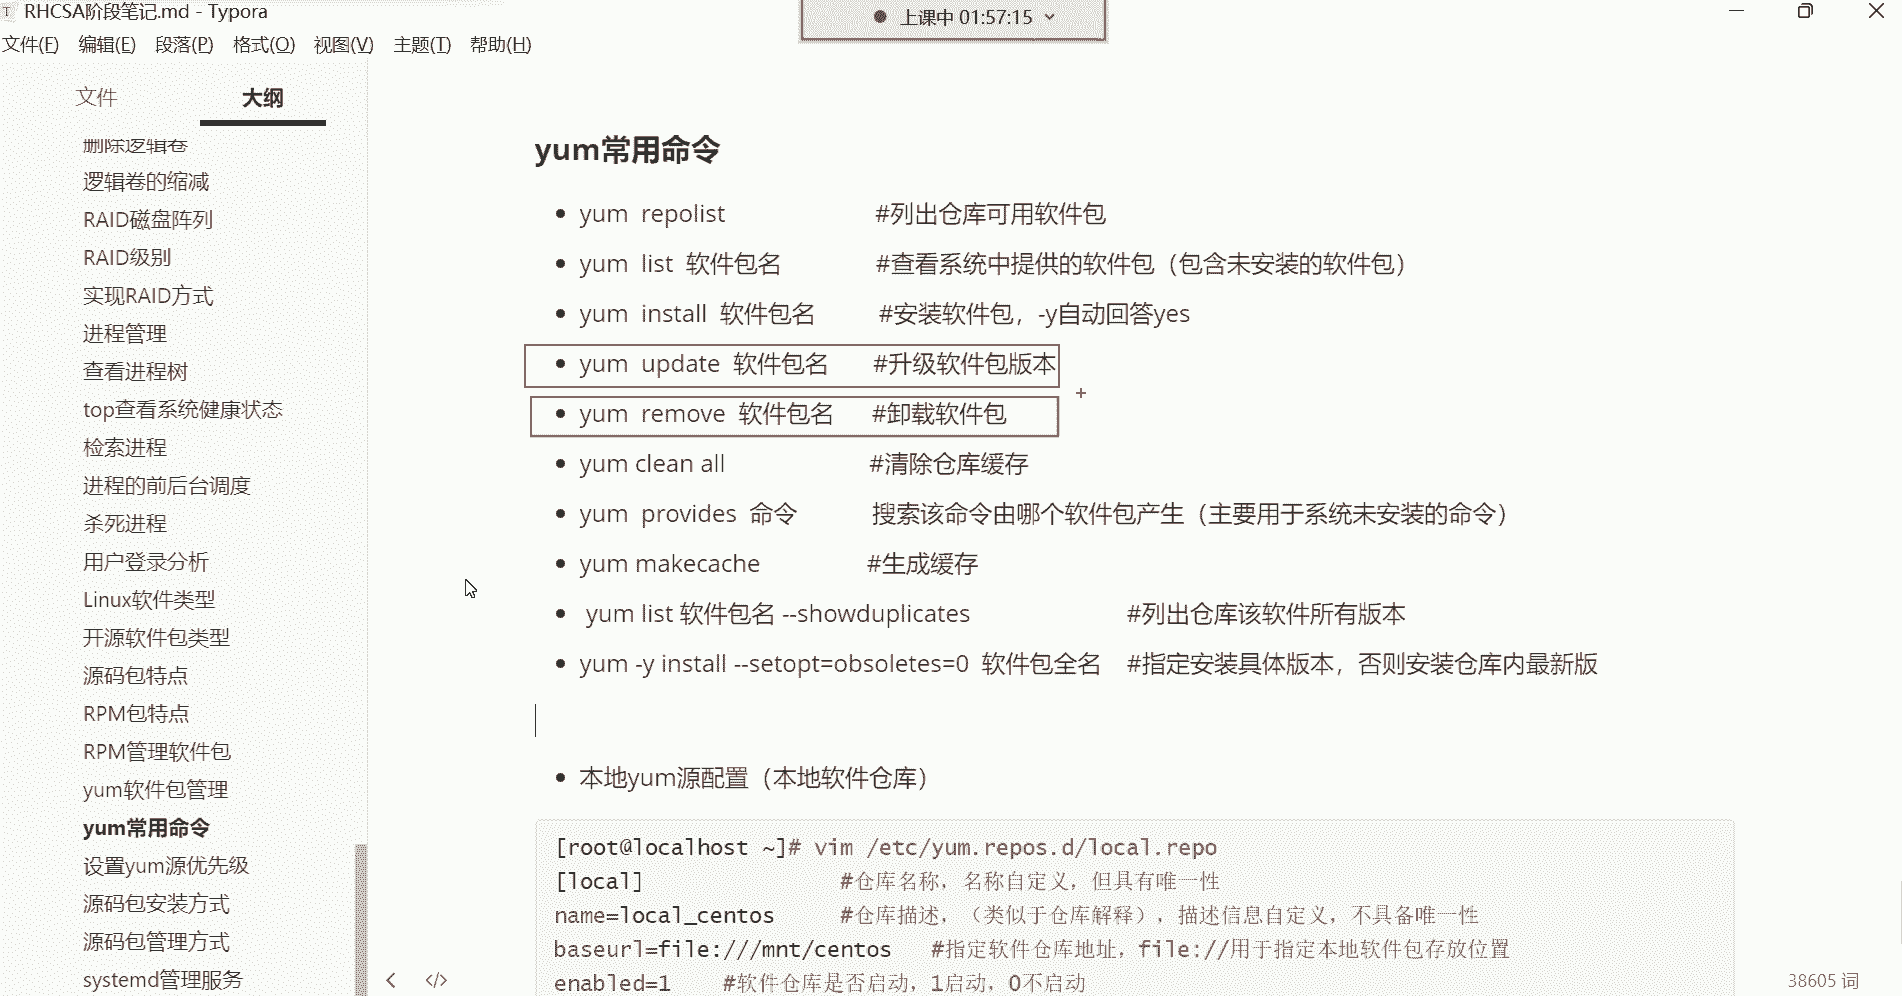 RHCSA阶段笔记.md - Typora
上课中 01:57:15
文件(F) 编辑(E) 段落(P) 格式(O) 视图(V) 主题(T) 帮助(H)
文件 大纲
删除逻辑卷
逻辑卷的缩减
RAID磁盘阵列
RAID级别
实现RAID方式
进程管理
查看进程树
top查看系统健康状态
检索进程
进程的前后台调度
杀死进程
用户登录分析
Linux软件类型
开源软件包类型
源码包特点
RPM包特点
RPM管理软件包
yum软件包管理
yum常用命令
设置yum源优先级
源码包安装方式
源码包管理方式
systemd管理服务
yum常用命令
yum repolist #列出仓库可用软件包
yum list 软件包名 #查看系统中提供的软件包（包含未安装的软件包）
yum install 软件包名 #安装软件包，-y自动回答yes
yum update 软件包名 #升级软件包版本
yum remove 软件包名 #卸载软件包
yum clean all #清除仓库缓存
yum provides 命令 搜索该命令由哪个软件包产生（主要用于系统未安装的命令）
yum makecache #生成缓存
yum list 软件包名 --showduplicates #列出仓库该软件所有版本
yum -y install --setopt=obsoletes=0 软件包全名 #指定安装具体版本，否则安装仓库内最新版
本地yum源配置（本地软件仓库）
[root@localhost ~]# vim /etc/yum.repos.d/local.repo
[local] #仓库名称，名称自定义，但具有唯一性
name=local_centos #仓库描述，（类似于仓库解释），描述信息自定义，不具备唯一性
baseurl=file:///mnt/centos #指定软件仓库地址，file://用于指定本地软件包存放位置
enabled=1 #软件仓库是否启动，1启动，0不启动
38605 词